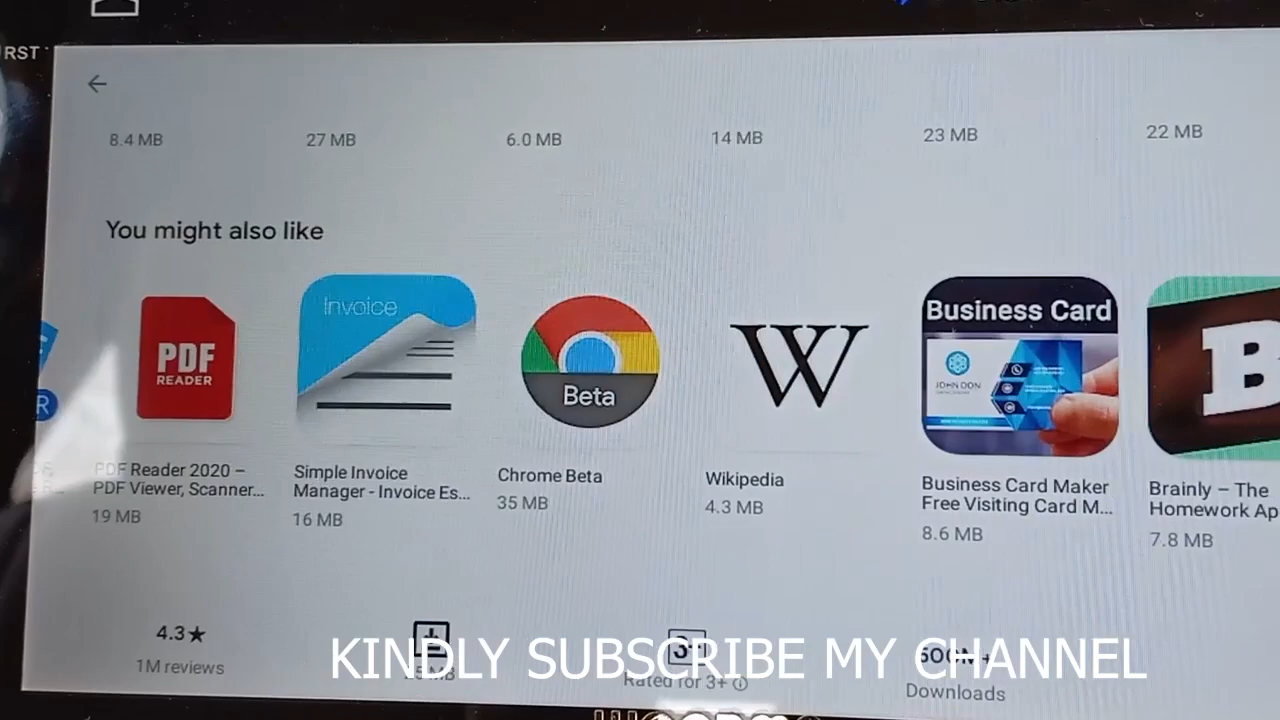 RST
8.4 MB
27 MB
6.0 MB
14 MB
23 MB
22 MB
You might also like
PDF
READER
Invoice
Beta
W
Business Card
JOHN DON
B
R
PDF Reader 2020 –
PDF Viewer, Scanner...
19 MB
Simple Invoice
Manager - Invoice Es...
16 MB
Chrome Beta
35 MB
Wikipedia
4.3 MB
Business Card Maker
Free Visiting Card M...
8.6 MB
Brainly – The
Homework Ap
7.8 MB
4.3★
1M reviews
3+
Rated for 3+
500M+
Downloads
KINDLY SUBSCRIBE MY CHANNEL